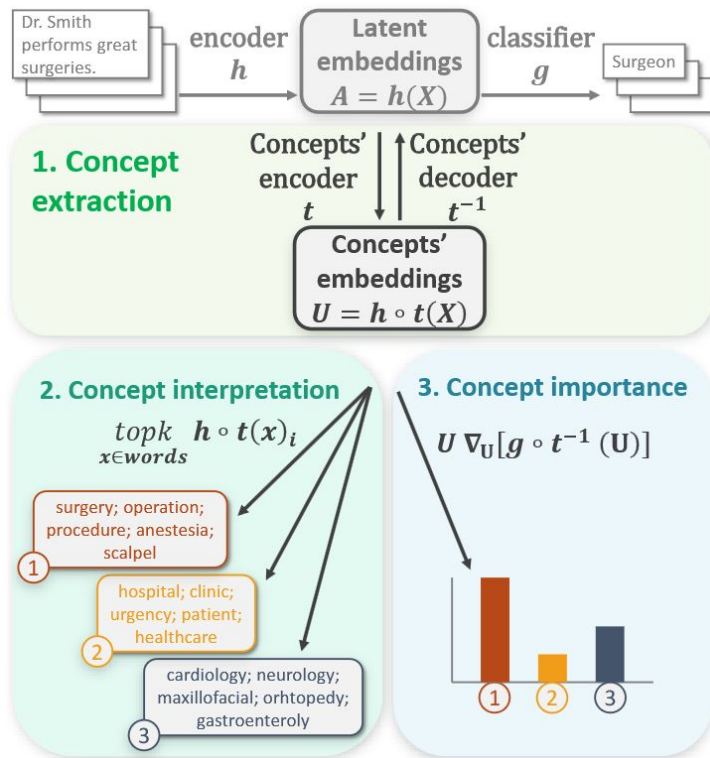 Dr. Smith
performs great
surgeries.
encoder
h
Latent
embeddings
A = h(X)
classifier
g
Surgeon
1. Concept
extraction
Concepts'
encoder
t
Concepts'
decoder
t⁻¹
Concepts'
embeddings
U = h ∘ t(X)
2. Concept interpretation
topk h ∘ t(x)ᵢ
x∈words
surgery; operation;
procedure; anestesia;
scalpel
1
hospital; clinic;
urgency; patient;
healthcare
2
cardiology; neurology;
maxillofacial; orhtopedy;
gastroenteroly
3
3. Concept importance
U ∇U[g ∘ t⁻¹ (U)]
1 2 3